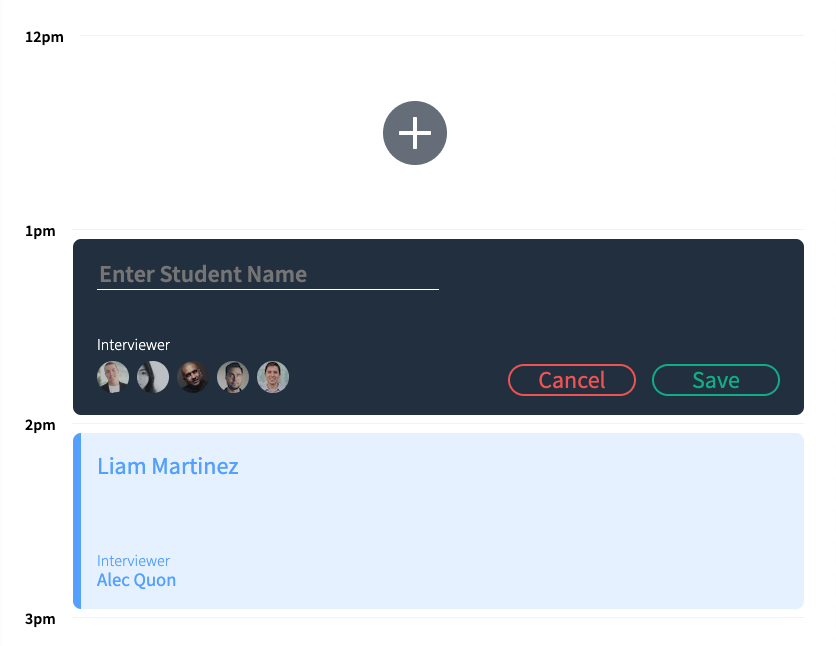 12pm
1pm
Enter Student Name
Interviewer
Cancel
Save
2pm
Liam Martinez
Interviewer
Alec Quon
3pm